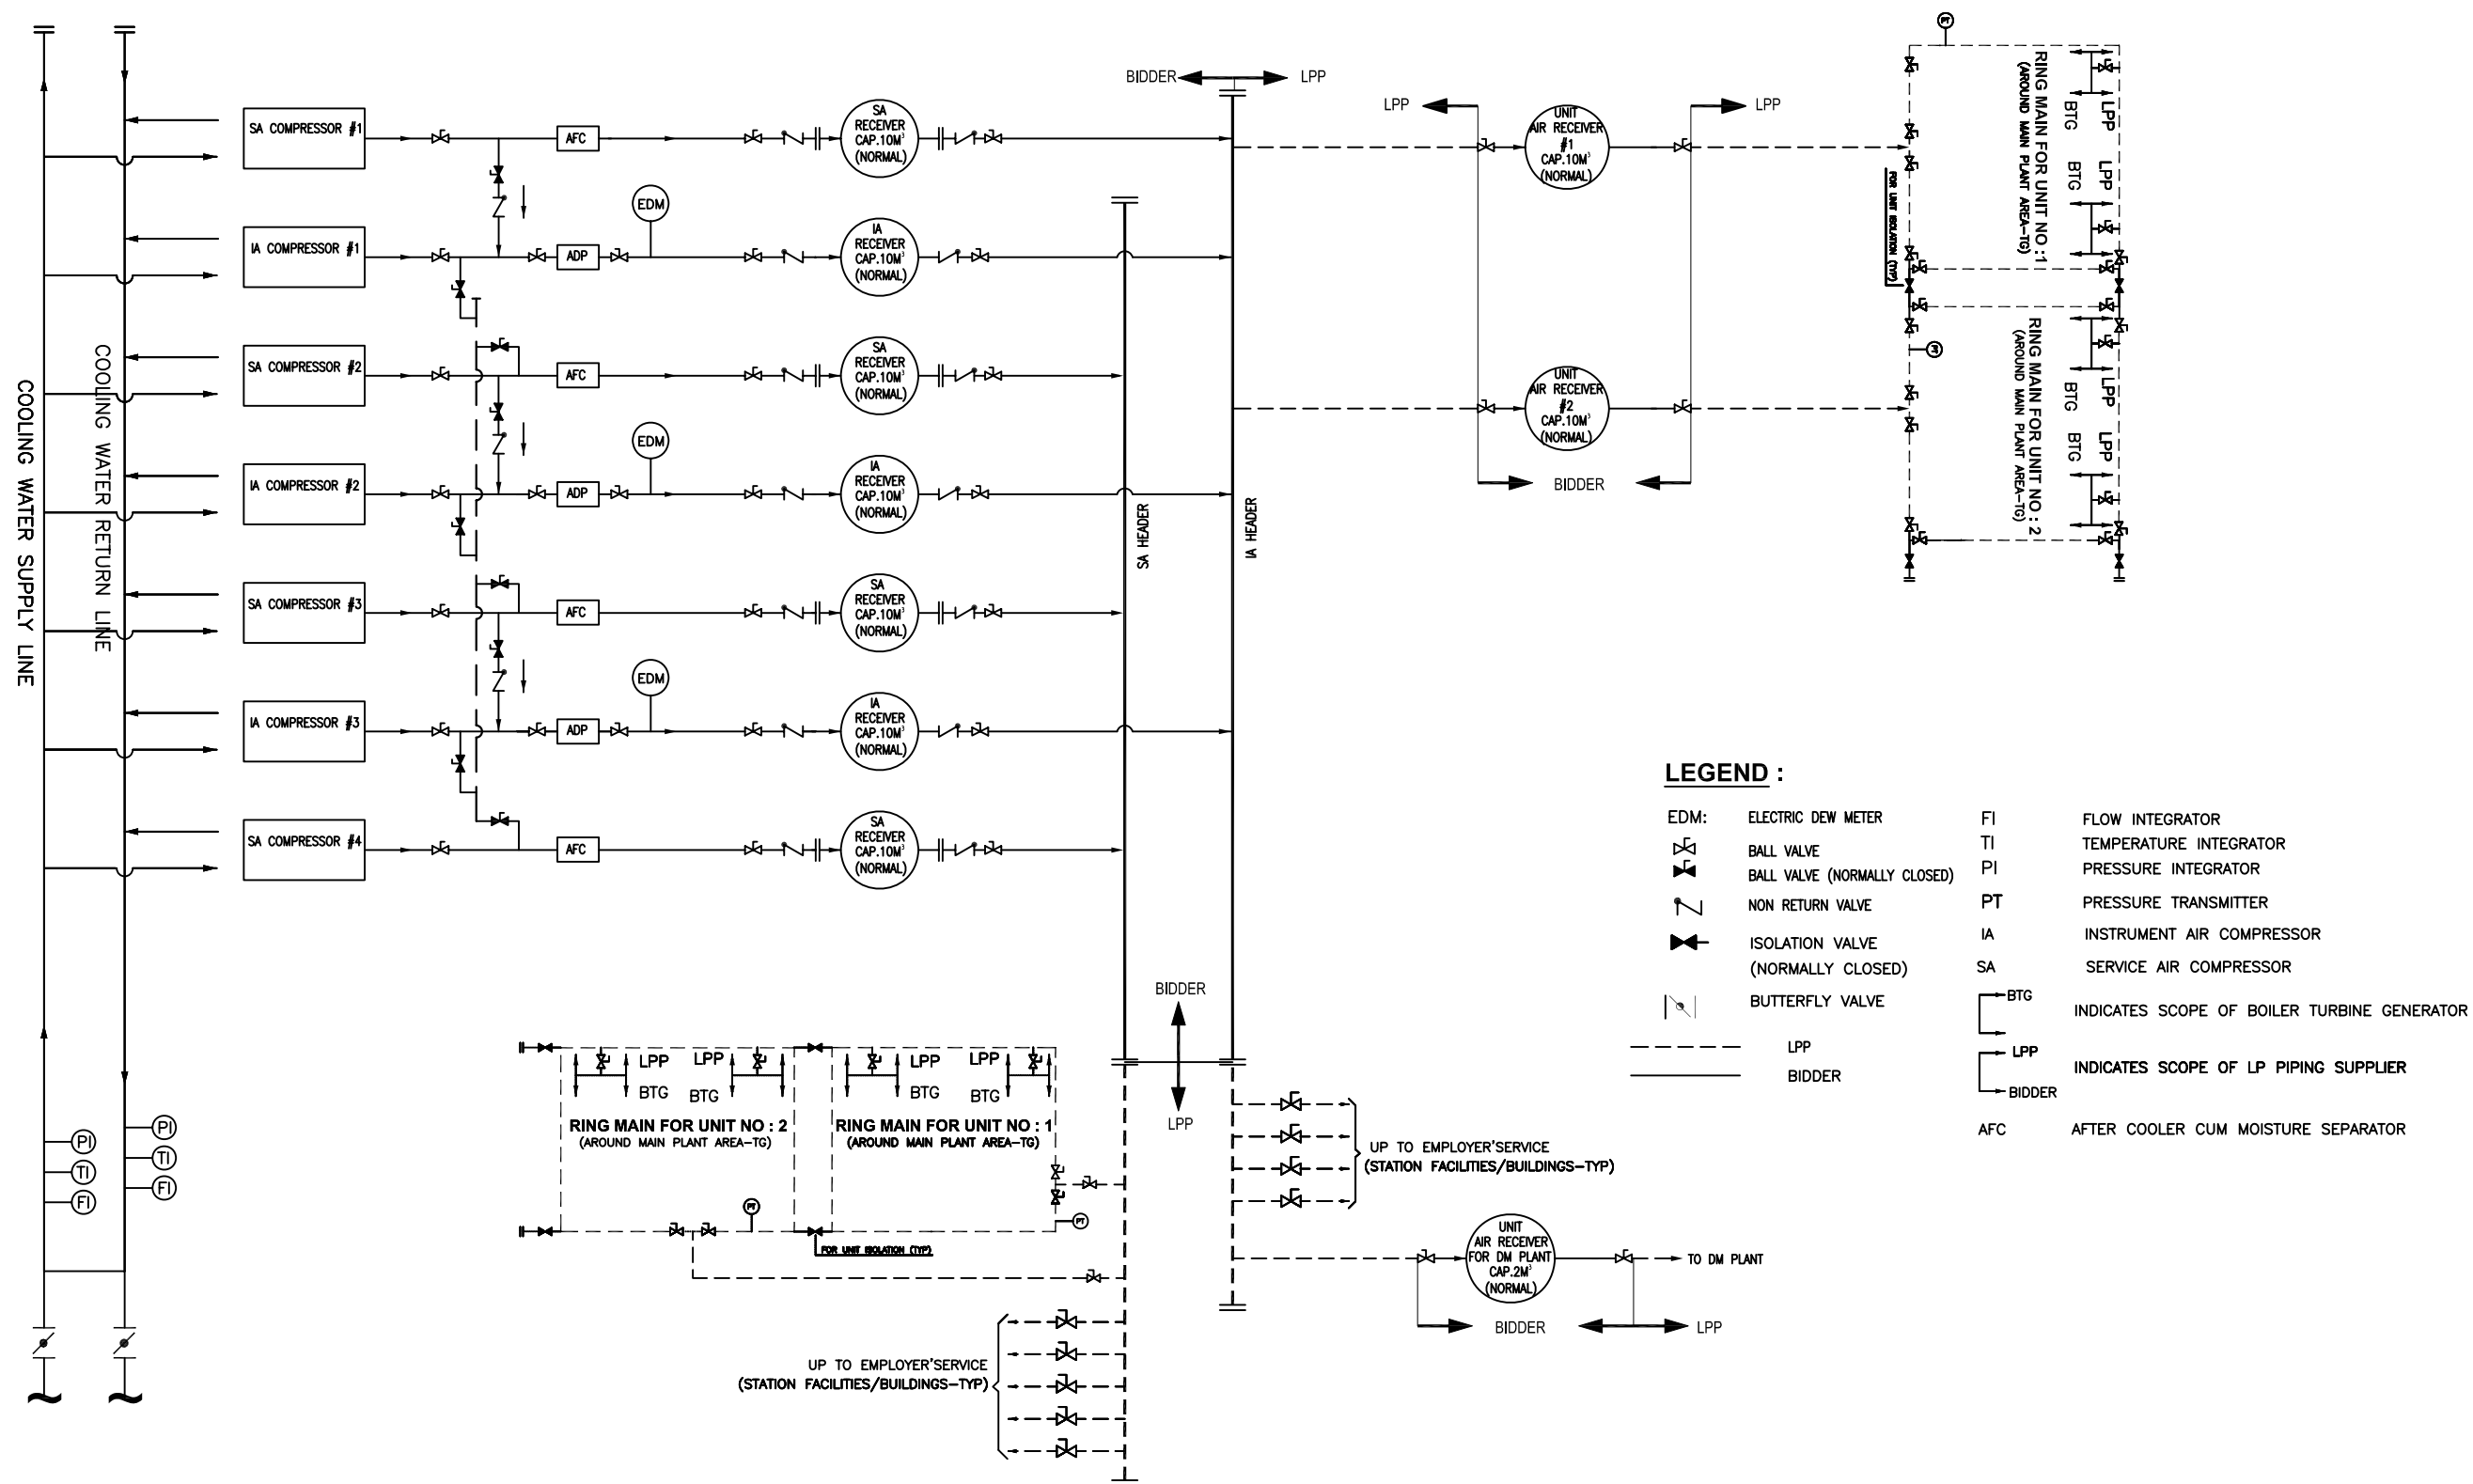 COOLING WATER SUPPLY LINE
COOLING WATER RETURN LINE
SA COMPRESSOR #1
AFC
SA
RECEIVER
CAP.10M³
(NORMAL)
IA COMPRESSOR #1
ADP
EDM
IA
RECEIVER
CAP.10M³
(NORMAL)
SA COMPRESSOR #2
AFC
SA
RECEIVER
CAP.10M³
(NORMAL)
IA COMPRESSOR #2
ADP
EDM
IA
RECEIVER
CAP.10M³
(NORMAL)
SA COMPRESSOR #3
AFC
SA
RECEIVER
CAP.10M³
(NORMAL)
IA COMPRESSOR #3
ADP
EDM
IA
RECEIVER
CAP.10M³
(NORMAL)
SA COMPRESSOR #4
AFC
SA
RECEIVER
CAP.10M³
(NORMAL)
PI
TI
FI
PI
TI
FI
BIDDER
LPP
SA HEADER
IA HEADER
LPP
LPP
UNIT
AIR RECEIVER
#1
CAP.10M³
(NORMAL)
UNIT
AIR RECEIVER
#2
CAP.10M³
(NORMAL)
BIDDER
PT
RING MAIN FOR UNIT NO :1
(AROUND MAIN PLANT AREA-TG)
LPP
BTG
LPP
BTG
FOR UNIT ISOLATION (TYP)
PT
RING MAIN FOR UNIT NO : 2
(AROUND MAIN PLANT AREA-TG)
LPP
BTG
LPP
BTG
BIDDER
LPP
LPP
BTG
LPP
BTG
RING MAIN FOR UNIT NO : 2
(AROUND MAIN PLANT AREA-TG)
LPP
BTG
LPP
BTG
RING MAIN FOR UNIT NO : 1
(AROUND MAIN PLANT AREA-TG)
PT
PT
FOR UNIT ISOLATION (TYP)
UP TO EMPLOYER'SERVICE
(STATION FACILITIES/BUILDINGS-TYP)
UP TO EMPLOYER'SERVICE
(STATION FACILITIES/BUILDINGS-TYP)
UNIT
AIR RECEIVER
FOR DM PLANT
CAP.2M³
(NORMAL)
TO DM PLANT
BIDDER
LPP
LEGEND :
EDM: ELECTRIC DEW METER
BALL VALVE
BALL VALVE (NORMALLY CLOSED)
NON RETURN VALVE
ISOLATION VALVE
(NORMALLY CLOSED)
BUTTERFLY VALVE
LPP
BIDDER
FI FLOW INTEGRATOR
TI TEMPERATURE INTEGRATOR
PI PRESSURE INTEGRATOR
PT PRESSURE TRANSMITTER
IA INSTRUMENT AIR COMPRESSOR
SA SERVICE AIR COMPRESSOR
BTG
INDICATES SCOPE OF BOILER TURBINE GENERATOR
LPP
INDICATES SCOPE OF LP PIPING SUPPLIER
BIDDER
AFC AFTER COOLER CUM MOISTURE SEPARATOR